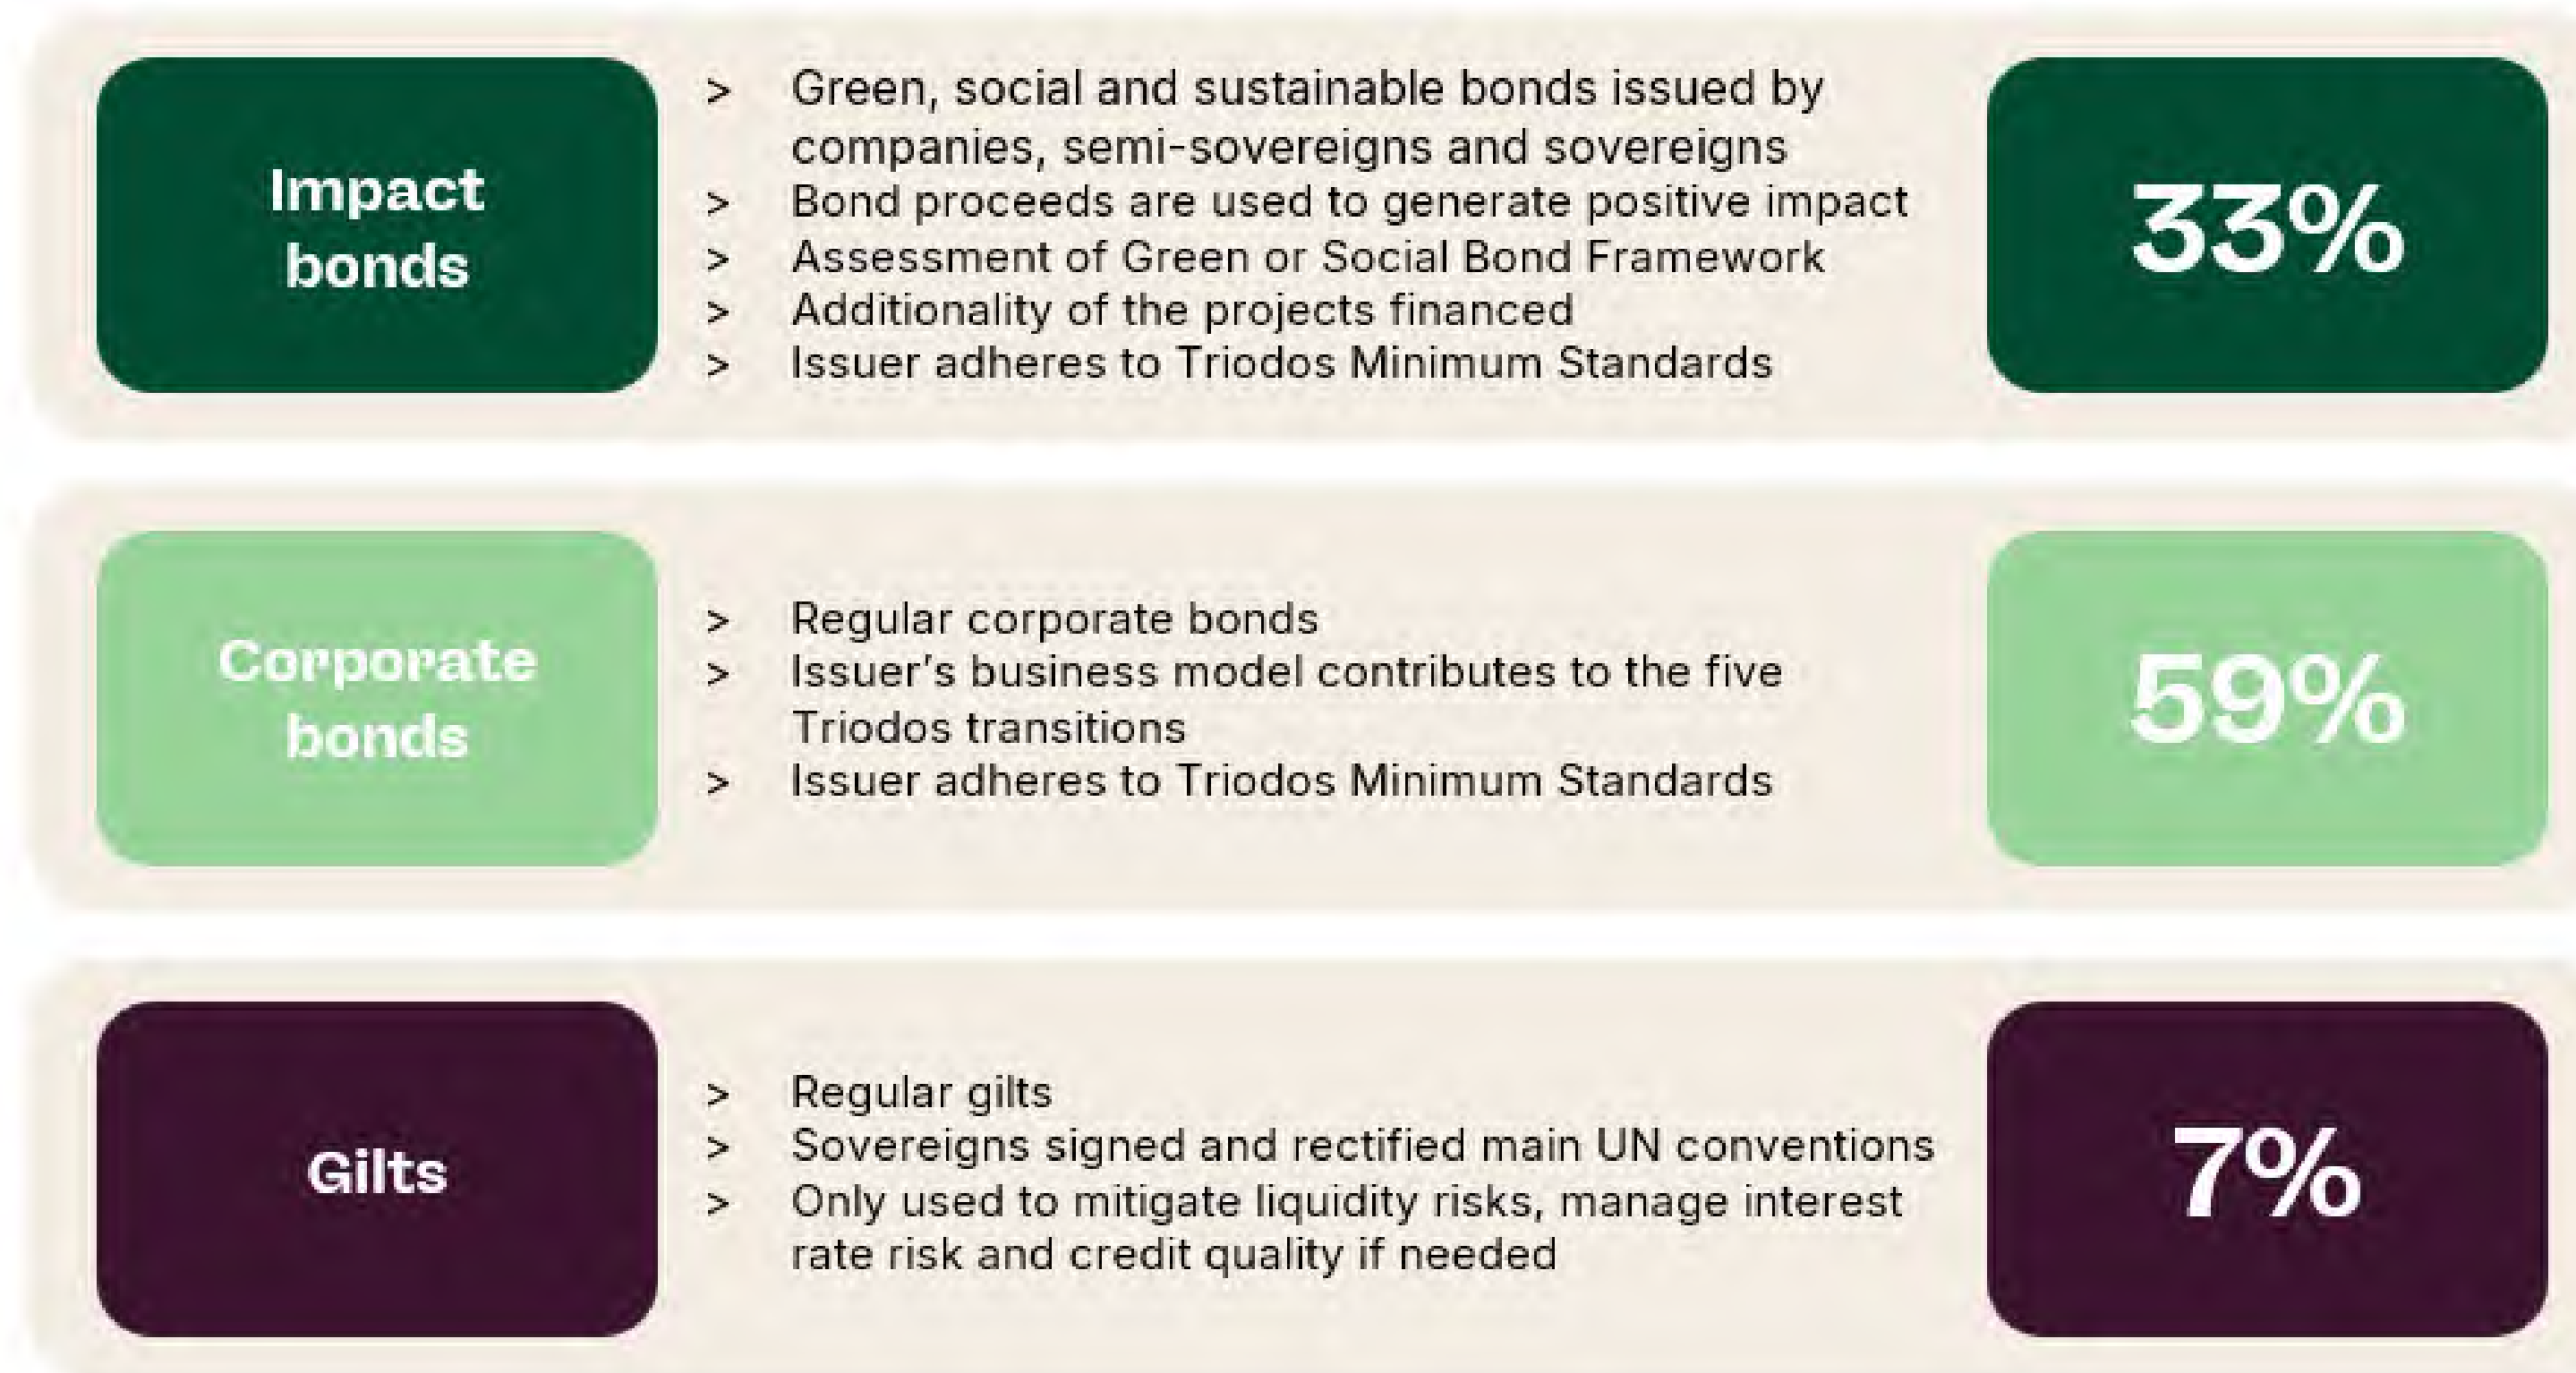 Impact
bonds
> Green, social and sustainable bonds issued by
companies, semi-sovereigns and sovereigns
> Bond proceeds are used to generate positive impact
> Assessment of Green or Social Bond Framework
> Additionality of the projects financed
> Issuer adheres to Triodos Minimum Standards
33%
Corporate
bonds
> Regular corporate bonds
> Issuer’s business model contributes to the five
Triodos transitions
> Issuer adheres to Triodos Minimum Standards
59%
Gilts
> Regular gilts
> Sovereigns signed and rectified main UN conventions
> Only used to mitigate liquidity risks, manage interest
rate risk and credit quality if needed
7%